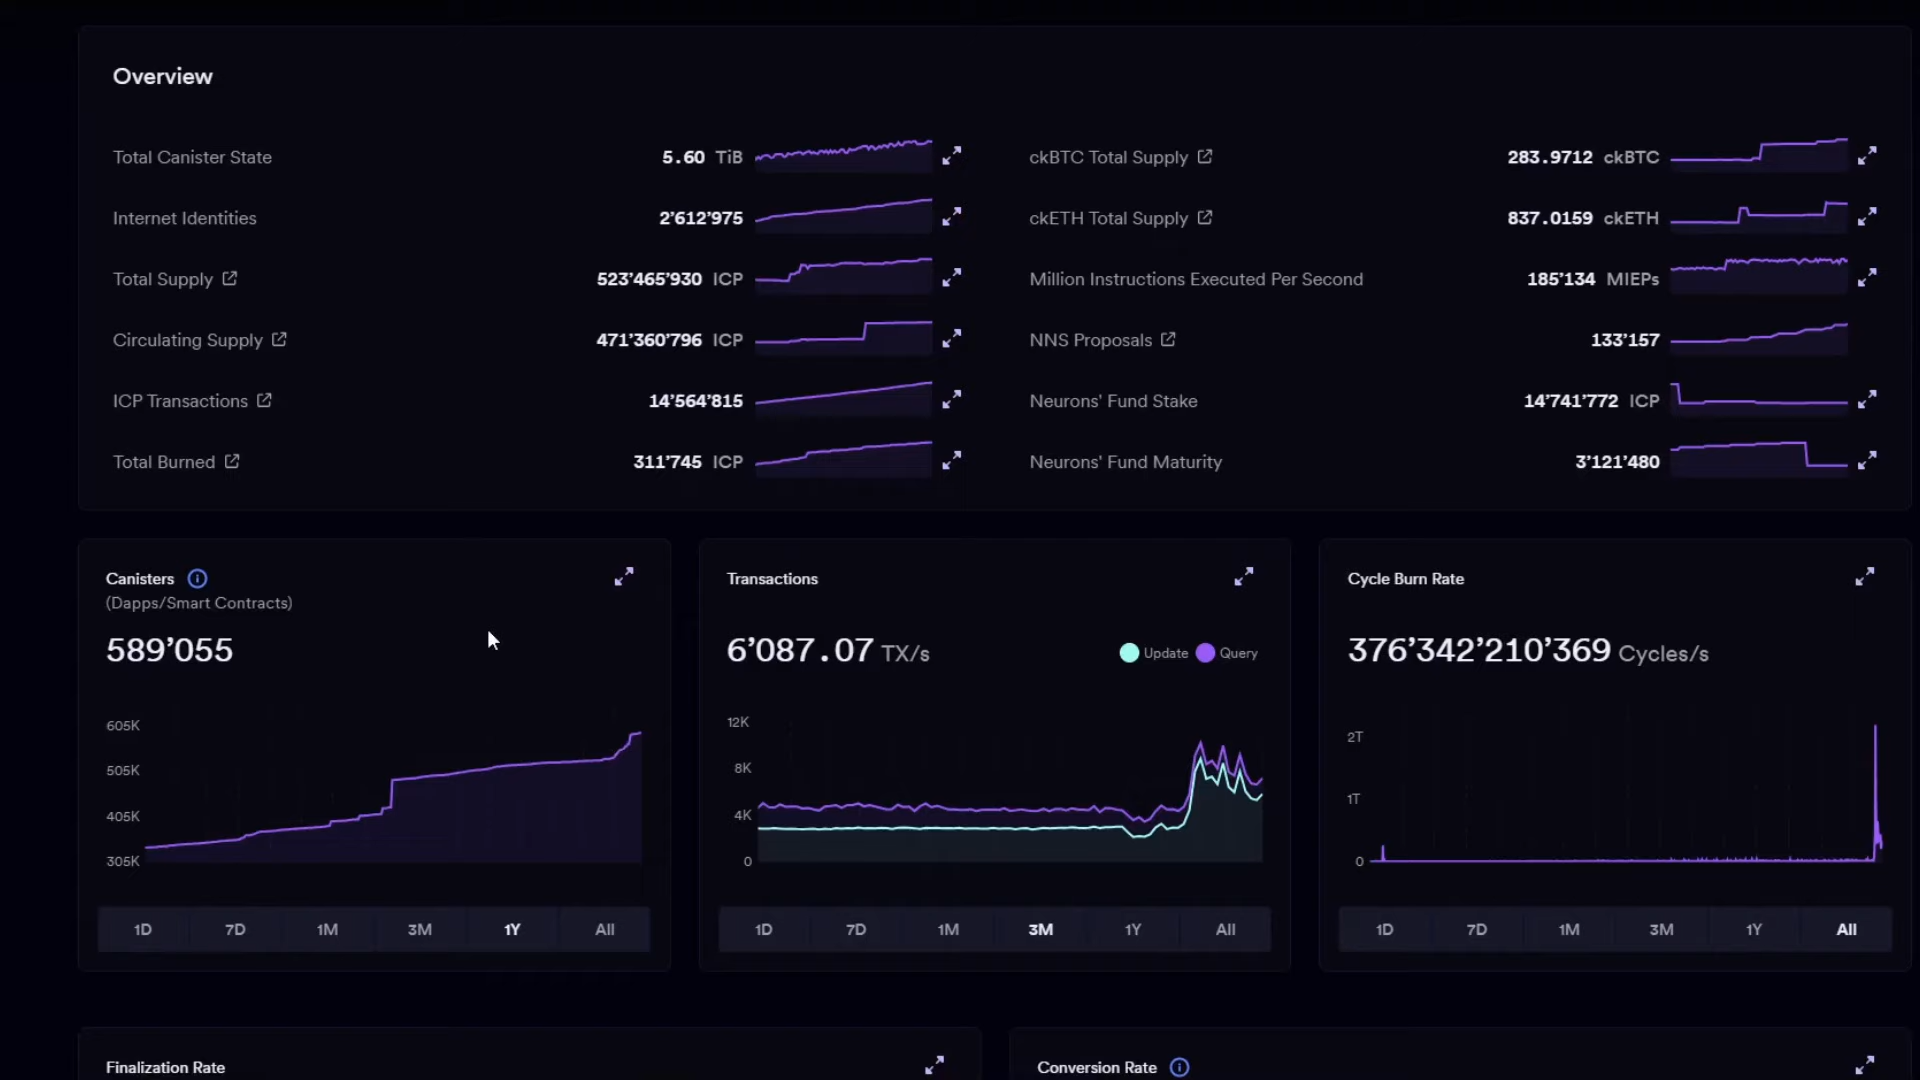 Overview
Total Canister State 5.60 TiB
Internet Identities 2’612’975
Total Supply 523’465’930 ICP
Circulating Supply 471’360’796 ICP
ICP Transactions 14’564’815
Total Burned 311’745 ICP
ckBTC Total Supply 283.9712 ckBTC
ckETH Total Supply 837.0159 ckETH
Million Instructions Executed Per Second 185’134 MIEPs
NNS Proposals 133’157
Neurons' Fund Stake 14’741’772 ICP
Neurons' Fund Maturity 3’121’480
Canisters
(Dapps/Smart Contracts)
589’055
605K
505K
405K
305K
1D 7D 1M 3M 1Y All
Transactions
6’087.07 TX/s
Update Query
12K
8K
4K
0
1D 7D 1M 3M 1Y All
Cycle Burn Rate
376’342’210’369 Cycles/s
2T
1T
0
1D 7D 1M 3M 1Y All
Finalization Rate
Conversion Rate